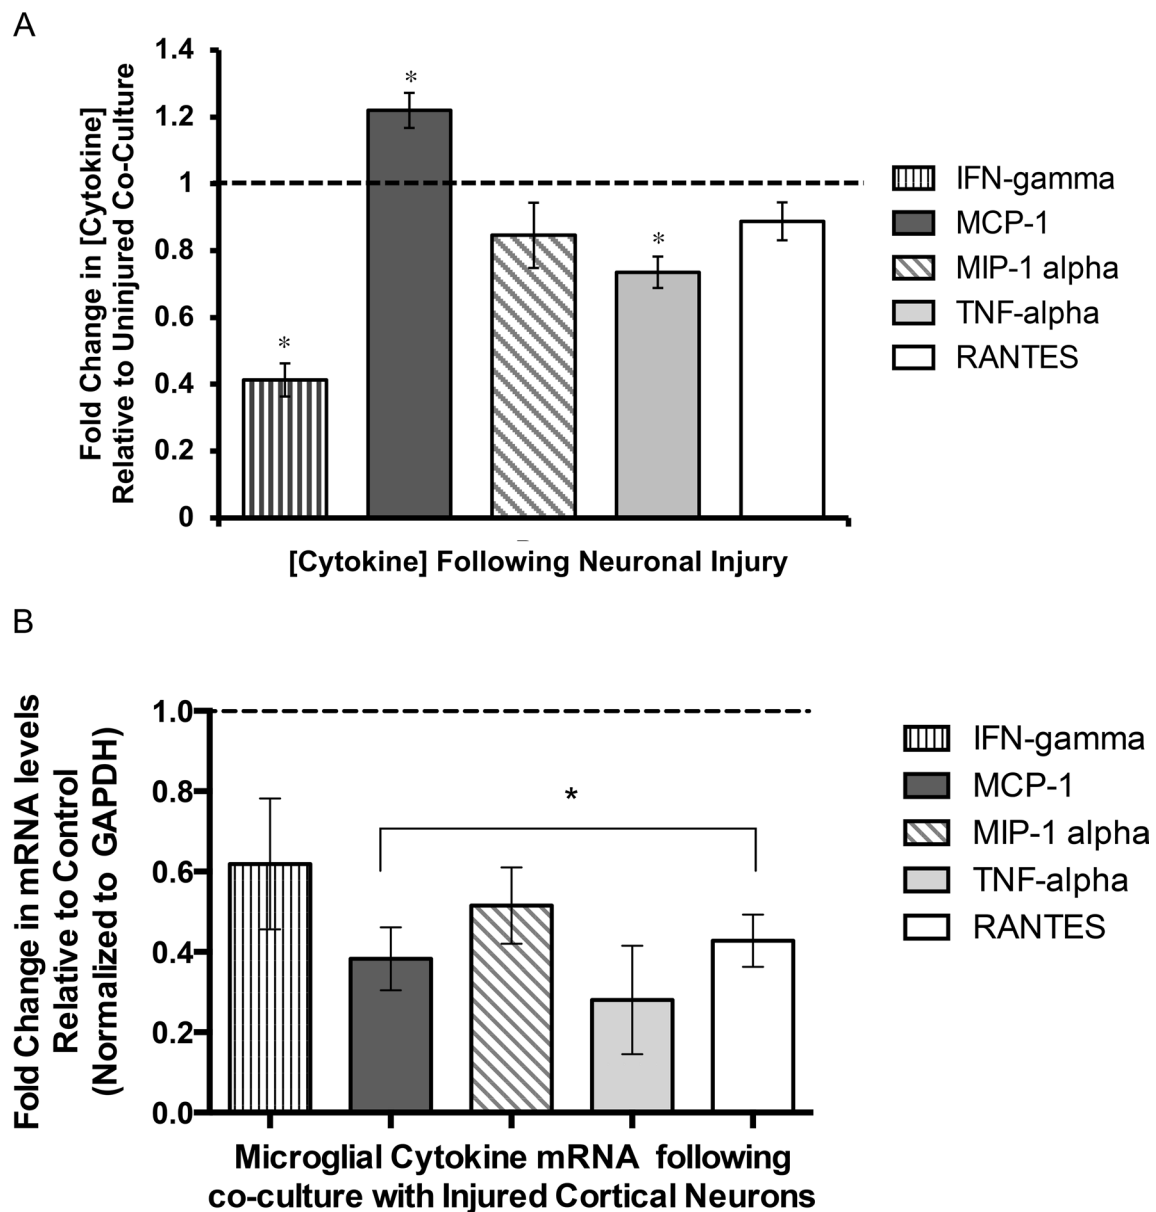 A
Fold Change in [Cytokine]
Relative to Uninjured Co-Culture
1.4
1.2
1
0.8
0.6
0.4
0.2
0
*
*
*
[Cytokine] Following Neuronal Injury
IFN-gamma
MCP-1
MIP-1 alpha
TNF-alpha
RANTES
B
Fold Change in mRNA levels
Relative to Control
(Normalized to GAPDH)
1.0
0.8
0.6
0.4
0.2
0.0
*
Microglial Cytokine mRNA following
co-culture with Injured Cortical Neurons
IFN-gamma
MCP-1
MIP-1 alpha
TNF-alpha
RANTES